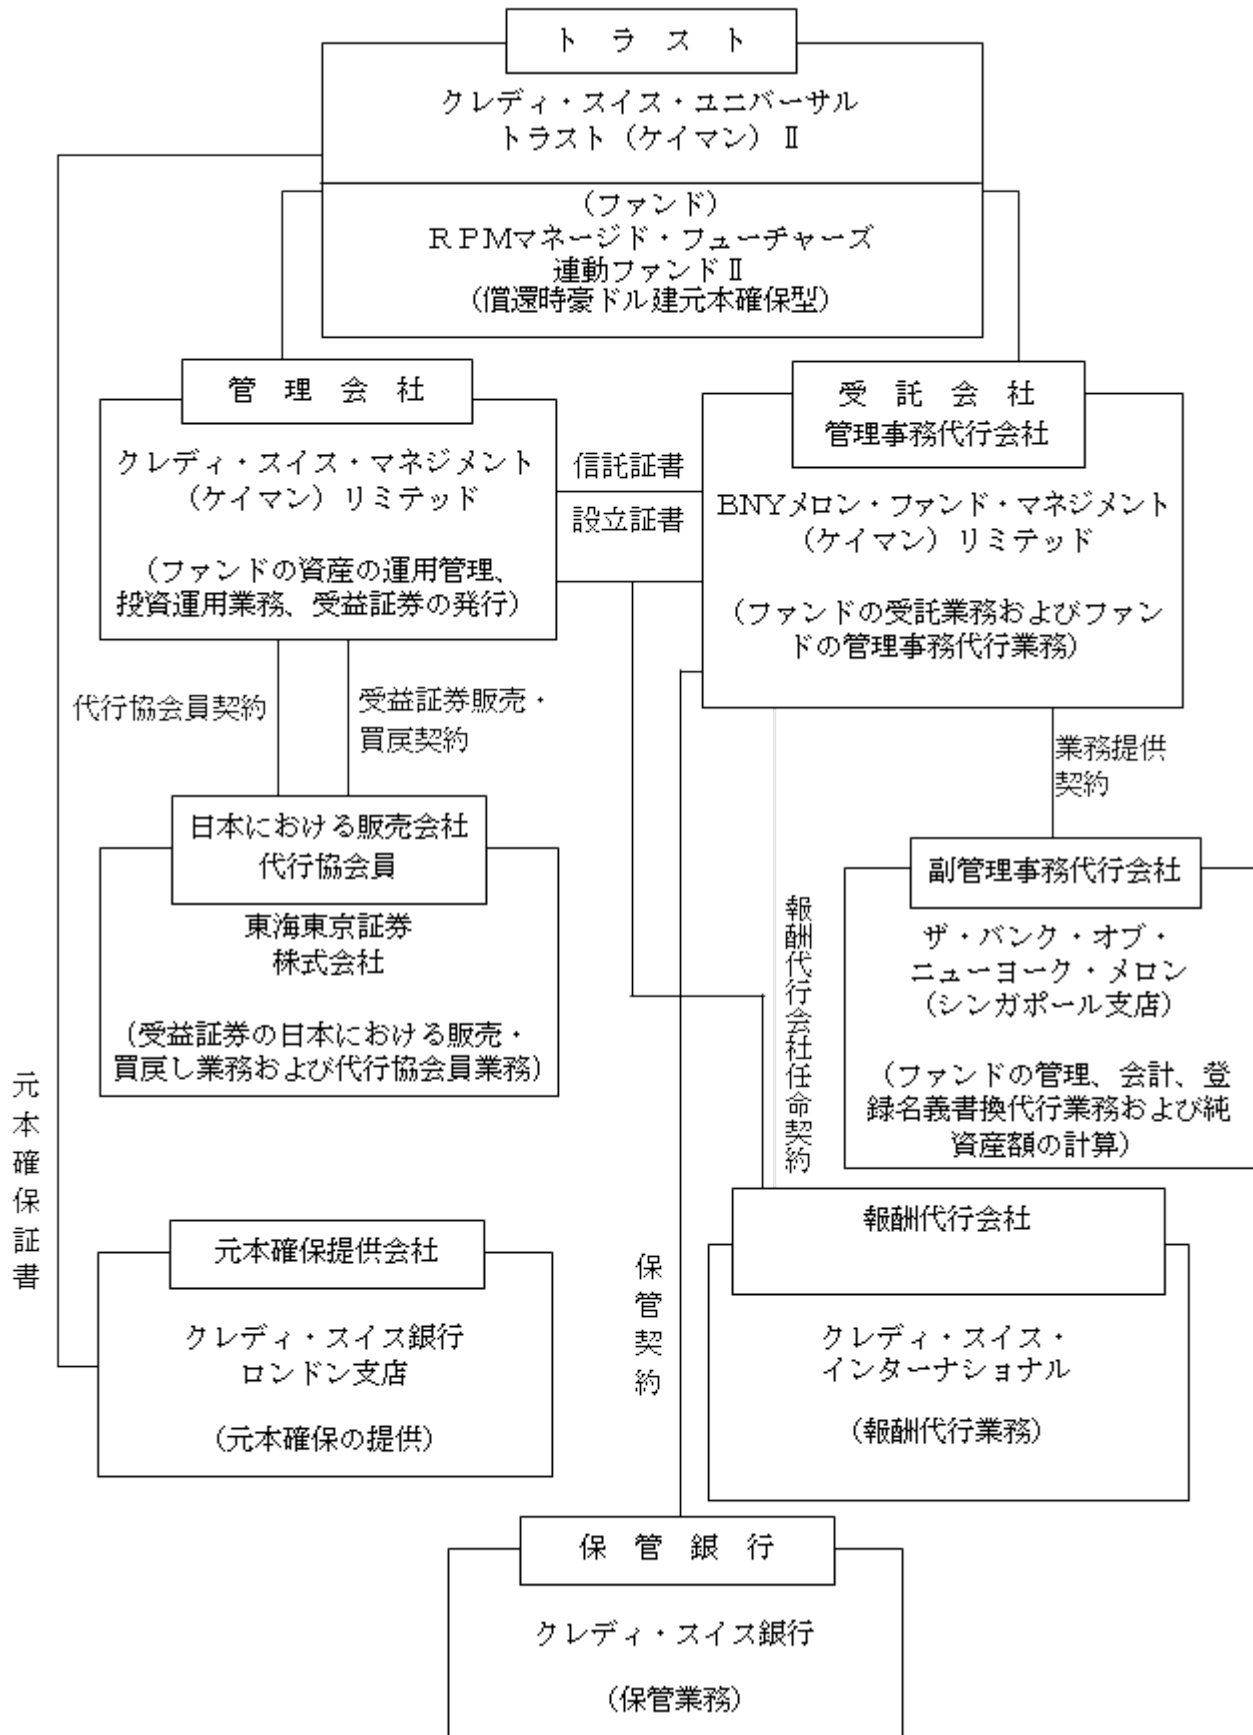 トラスト
クレディ・スイス・ユニバーサル
トラスト（ケイマン）Ⅱ
（ファンド）
ＲＰＭマネージド・フューチャーズ
連動ファンドⅡ
（償還時豪ドル建元本確保型）
管理会社
クレディ・スイス・マネジメント
（ケイマン）リミテッド
（ファンドの資産の運用管理、
投資運用業務、受益証券の発行）
信託証書
設立証書
受託会社
管理事務代行会社
BNYメロン・ファンド・マネジメント
（ケイマン）リミテッド
（ファンドの受託業務およびファン
ドの管理事務代行業務）
代行協会員契約
受益証券販売・
買戻契約
業務提供
契約
日本における販売会社
代行協会員
東海東京証券
株式会社
（受益証券の日本における販売・
買戻し業務および代行協会員業務）
副管理事務代行会社
ザ・バンク・オブ・
ニューヨーク・メロン
（シンガポール支店）
（ファンドの管理、会計、登
録名義書換代行業務および純
資産額の計算）
報酬代行会社任命契約
元本確保証書
元本確保提供会社
クレディ・スイス銀行
ロンドン支店
（元本確保の提供）
保管契約
報酬代行会社
クレディ・スイス・
インターナショナル
（報酬代行業務）
保管銀行
クレディ・スイス銀行
（保管業務）